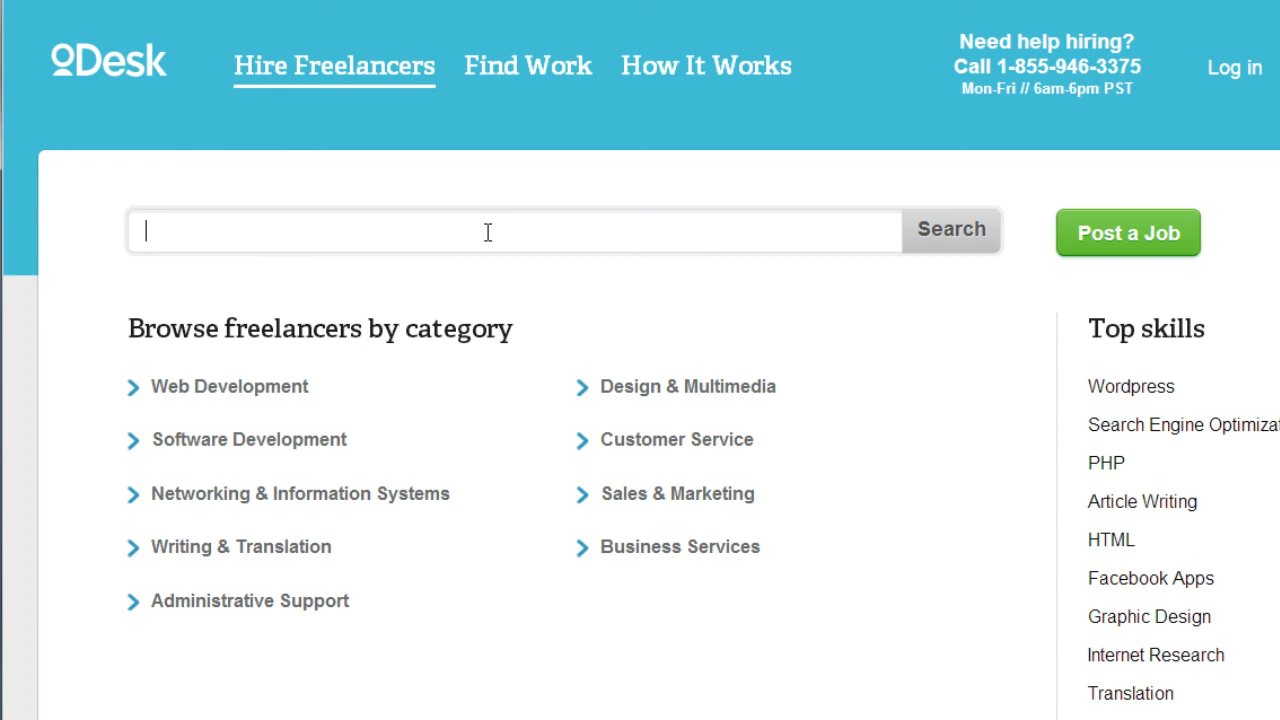 oDesk
Hire Freelancers
Find Work
How It Works
Need help hiring?
Call 1-855-946-3375
Mon-Fri // 6am-6pm PST
Log in
Search
Post a Job
Browse freelancers by category
Web Development
Software Development
Networking & Information Systems
Writing & Translation
Administrative Support
Design & Multimedia
Customer Service
Sales & Marketing
Business Services
Top skills
Wordpress
Search Engine Optimiza
PHP
Article Writing
HTML
Facebook Apps
Graphic Design
Internet Research
Translation